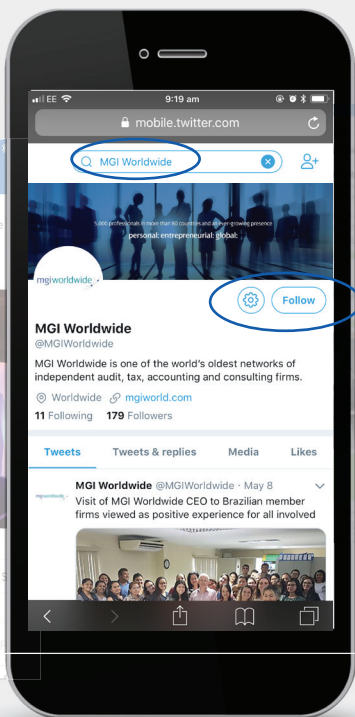 EE 9:19 am
mobile.twitter.com
MGI Worldwide
5,000 professionals in more than 80 countries and an ever-growing presence
personal: entrepreneurial: global:
mgiworldwide
Follow
MGI Worldwide
@MGIWorldwide
MGI Worldwide is one of the world's oldest networks of
independent audit, tax, accounting and consulting firms.
Worldwide mgiworld.com
11 Following 179 Followers
Tweets Tweets & replies Media Likes
MGI Worldwide @MGIWorldwide · May 8
mgiworldwide
Visit of MGI Worldwide CEO to Brazilian member
firms viewed as positive experience for all involved